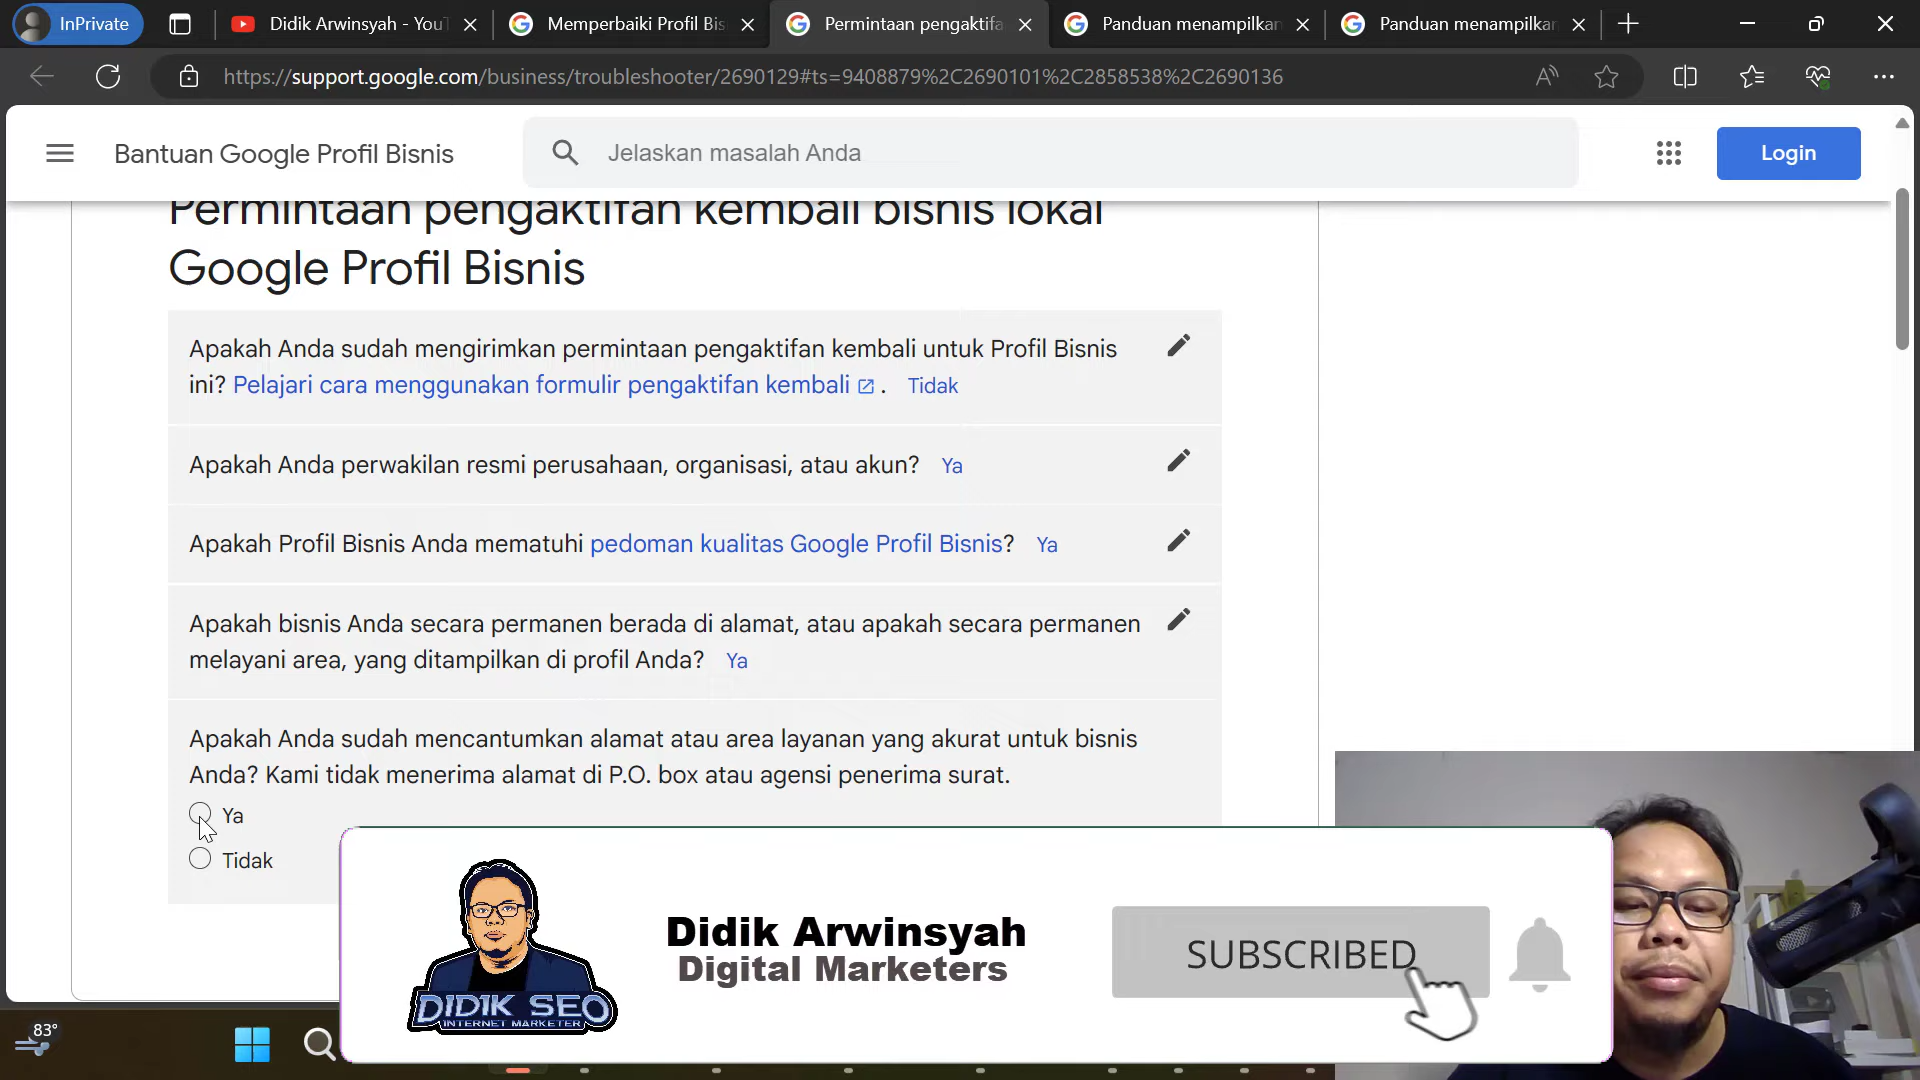 InPrivate
Didik Arwinsyah - YouT
Memperbaiki Profil Bis
Permintaan pengaktifa
Panduan menampilkan
Panduan menampilkan
https://support.google.com/business/troubleshooter/2690129#ts=9408879%2C2690101%2C2858538%2C2690136
Bantuan Google Profil Bisnis
Jelaskan masalah Anda
Login
Permintaan pengaktifan kembali bisnis lokal
Google Profil Bisnis
Apakah Anda sudah mengirimkan permintaan pengaktifan kembali untuk Profil Bisnis
ini? Pelajari cara menggunakan formulir pengaktifan kembali . Tidak
Apakah Anda perwakilan resmi perusahaan, organisasi, atau akun? Ya
Apakah Profil Bisnis Anda mematuhi pedoman kualitas Google Profil Bisnis? Ya
Apakah bisnis Anda secara permanen berada di alamat, atau apakah secara permanen
melayani area, yang ditampilkan di profil Anda? Ya
Apakah Anda sudah mencantumkan alamat atau area layanan yang akurat untuk bisnis
Anda? Kami tidak menerima alamat di P.O. box atau agensi penerima surat.
Ya
Tidak
DIDIK SEO
INTERNET MARKETER
Didik Arwinsyah
Digital Marketers
SUBSCRIBED
83°